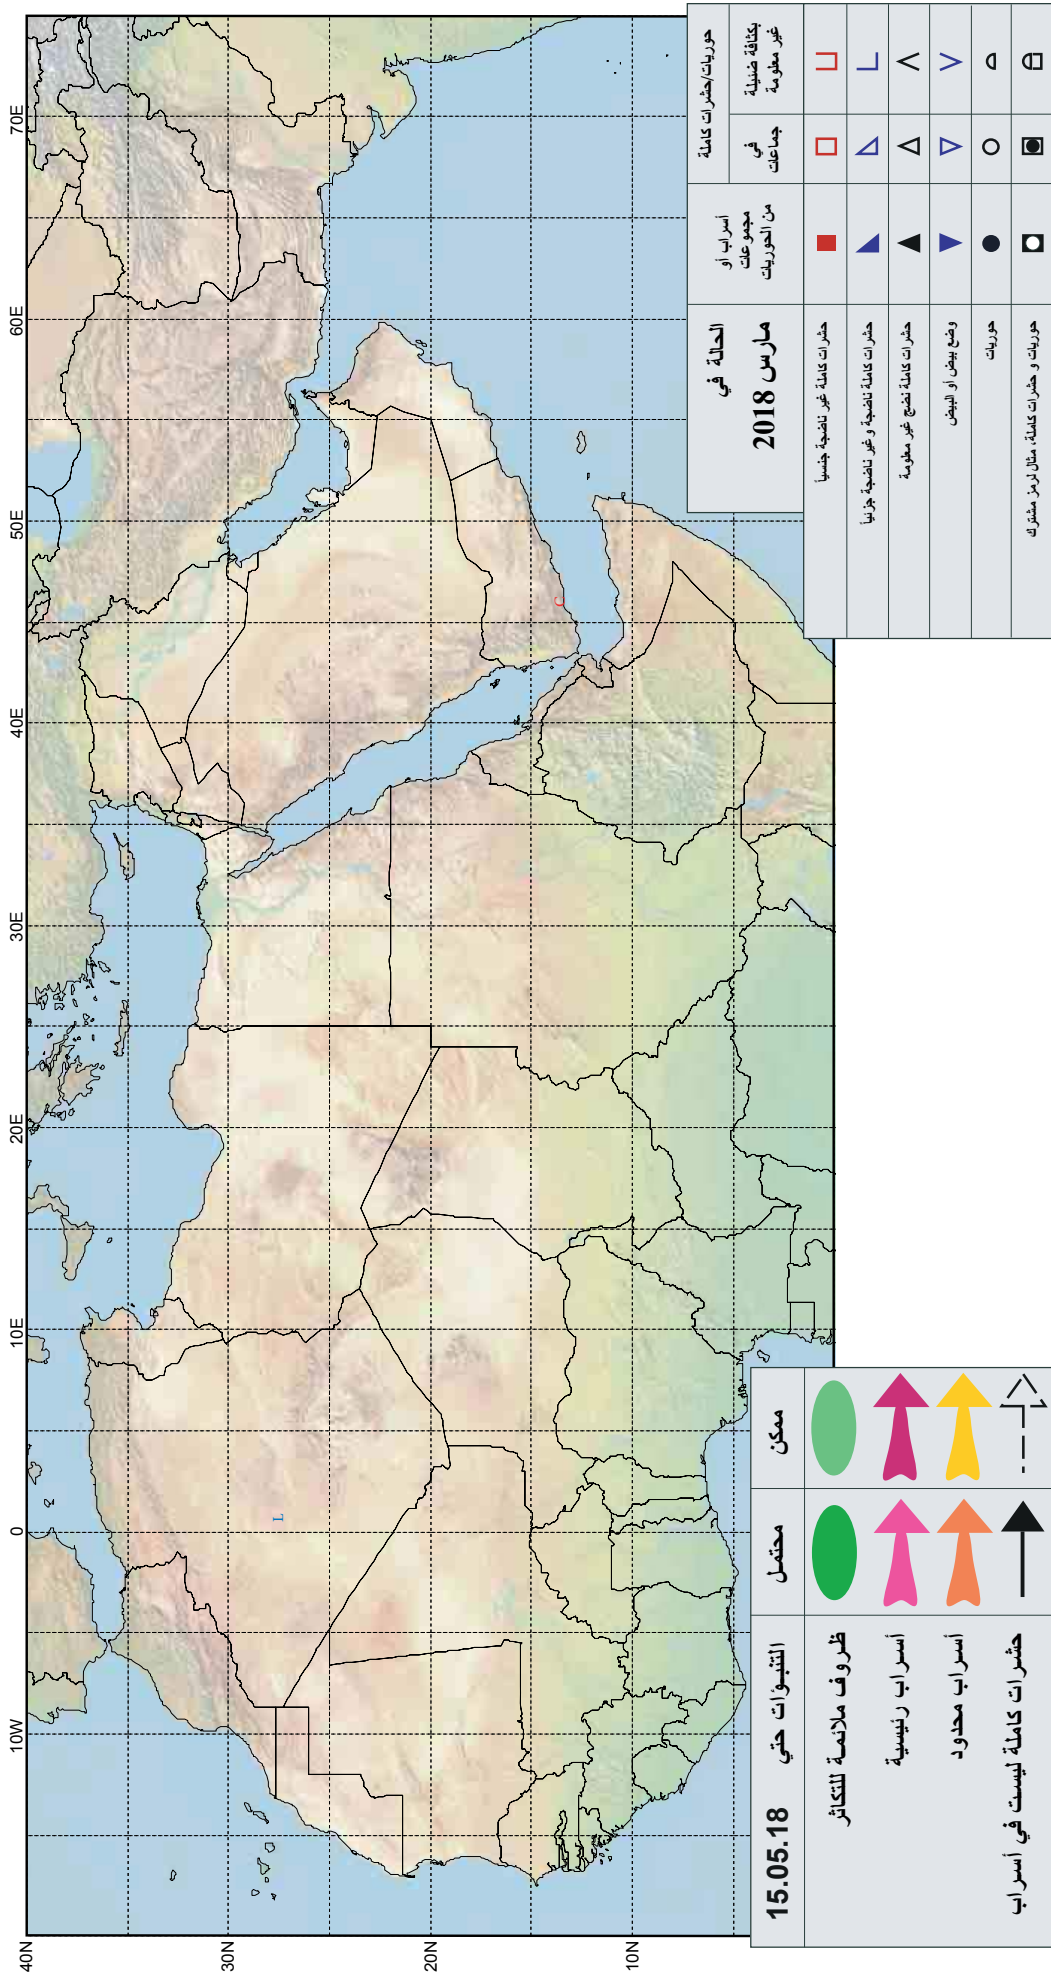 40N
30N
20N
10N
10W
0
10E
20E
30E
40E
50E
60E
70E
التنبؤات حتي
15.05.18
محتمل
ممكن
ظروف ملائمة للتكاثر
أسراب رئيسية
أسراب محدود
حشرات كاملة ليست في أسراب
الحالة في
مارس 2018
أسراب أو
مجموعات
من الحوريات
حوريات/حشرات كاملة
في
جماعات
بكثافة ضئيلة
غير معلومة
حشرات كاملة غير ناضجة جنسياً
حشرات كاملة ناضجة و غير ناضجة جزئياً
حشرات كاملة نضج غير معلومة
وضع بيض أو البيض
حوريات
حوريات و حشرات كاملة، مثال لرمز مشترك